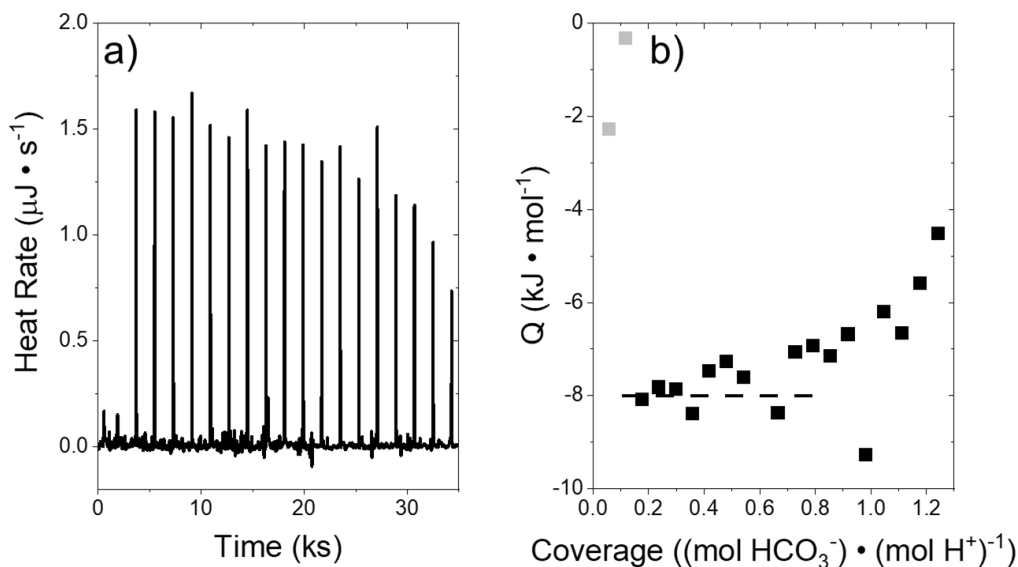 a)
2.0
1.5
1.0
0.5
0.0
Heat Rate (μJ • s⁻¹)
0 10 20 30
Time (ks)
b)
0
-2
-4
-6
-8
-10
Q (kJ • mol⁻¹)
0.0 0.2 0.4 0.6 0.8 1.0 1.2
Coverage ((mol HCO₃⁻) • (mol H⁺)⁻¹)